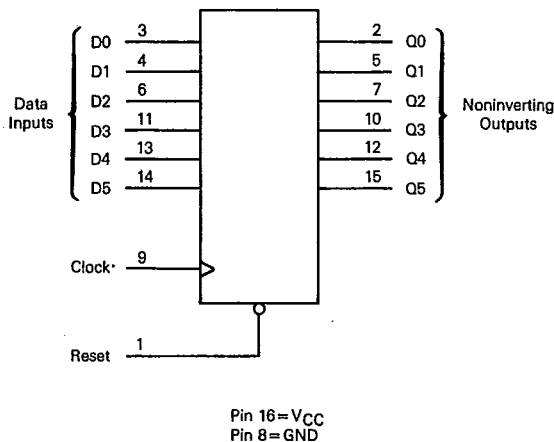 D0 3 2 Q0
D1 4 5 Q1
D2 6 7 Q2
Data Inputs
D3 11 10 Q3
Noninverting Outputs
D4 13 12 Q4
D5 14 15 Q5
Clock 9
Reset 1
Pin 16=VCC
Pin 8=GND